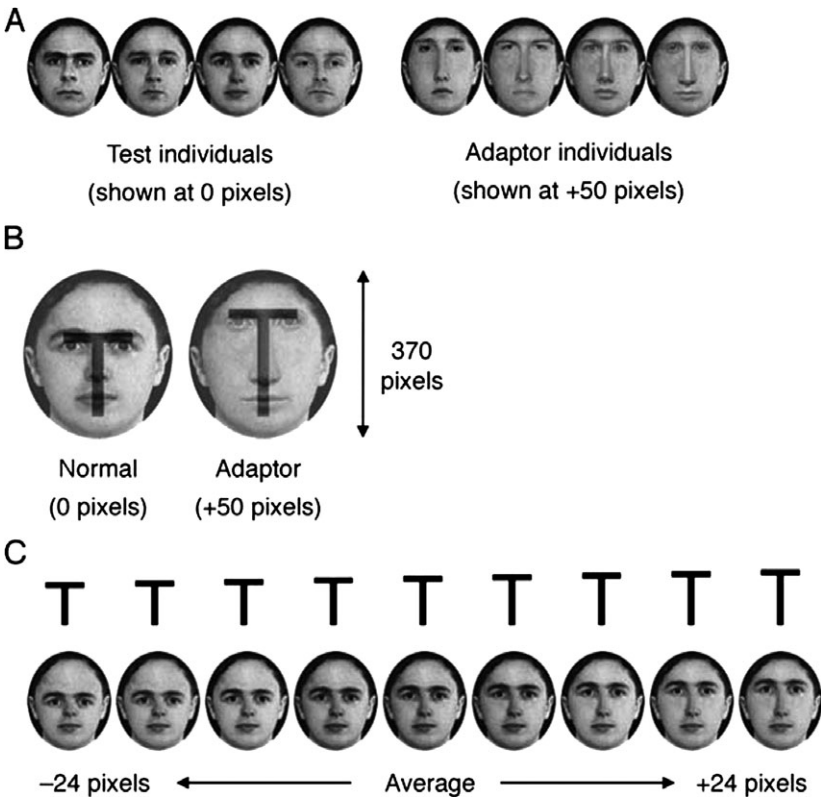 A
Test individuals
(shown at 0 pixels)
Adaptor individuals
(shown at +50 pixels)
B
370
pixels
Normal
(0 pixels)
Adaptor
(+50 pixels)
C
–24 pixels
Average
+24 pixels